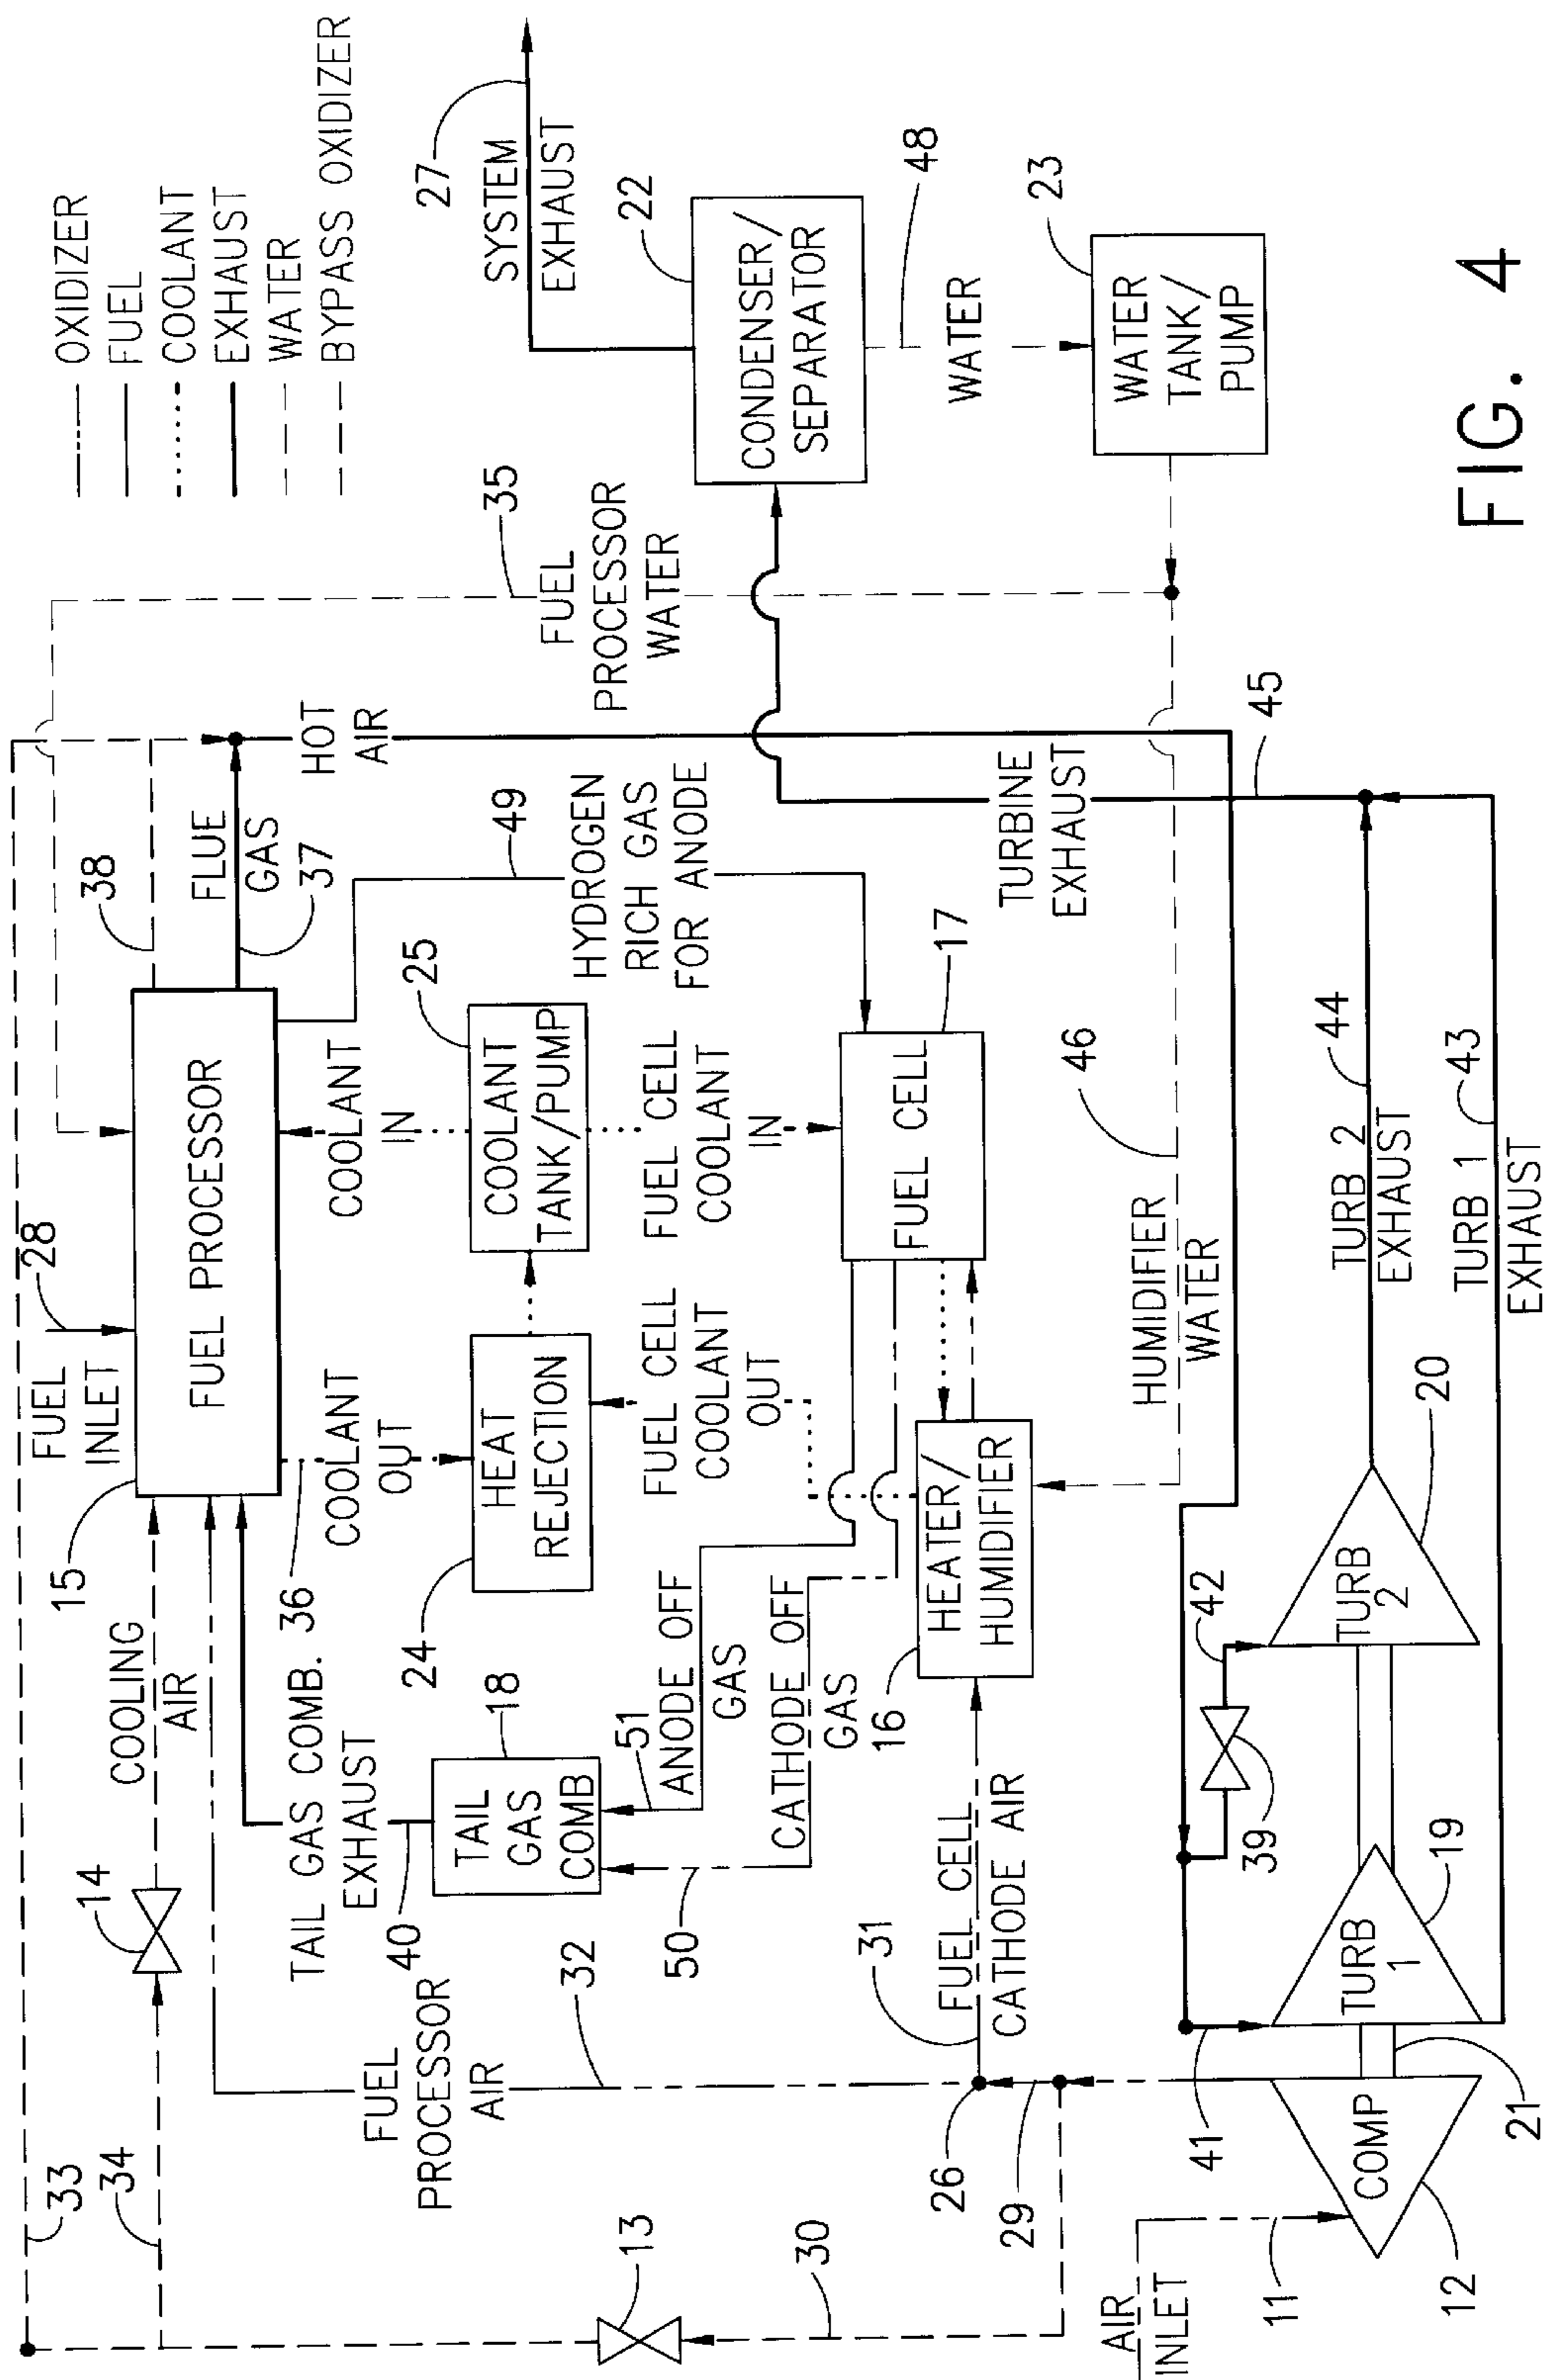 OXIDIZER
FUEL
COOLANT
EXHAUST
WATER
BYPASS OXIDIZER
33
34
14
COOLING
AIR
15
FUEL
INLET
28
FUEL PROCESSOR
38
FLUE
GAS
37
HOT
AIR
35
FUEL
PROCESSOR
WATER
27
SYSTEM
EXHAUST
FUEL
PROCESSOR
AIR
32
TAIL GAS COMB.
EXHAUST
40
36
COOLANT
OUT
COOLANT
IN
49
HYDROGEN
RICH GAS
FOR ANODE
24
HEAT
REJECTION
25
COOLANT
TANK/PUMP
22
CONDENSER/
SEPARATOR
18
TAIL
GAS
COMB
51
ANODE OFF
GAS
50
CATHODE OFF
GAS
FUEL CELL
COOLANT
OUT
FUEL CELL
COOLANT
IN
17
FUEL CELL
16
HEATER/
HUMIDIFIER
48
WATER
23
WATER
TANK/
PUMP
13
30
26
29
31
FUEL CELL
CATHODE AIR
HUMIDIFIER
WATER
46
TURBINE
EXHAUST
45
AIR
INLET
11
12
COMP
21
41
TURB
1
19
39
42
TURB
2
20
44
TURB 2
EXHAUST
43
TURB 1
EXHAUST
FIG. 4